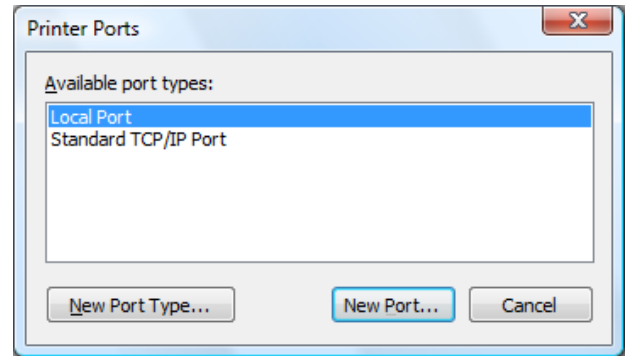 Printer Ports
Available port types:
Local Port
Standard TCP/IP Port
New Port Type...
New Port...
Cancel